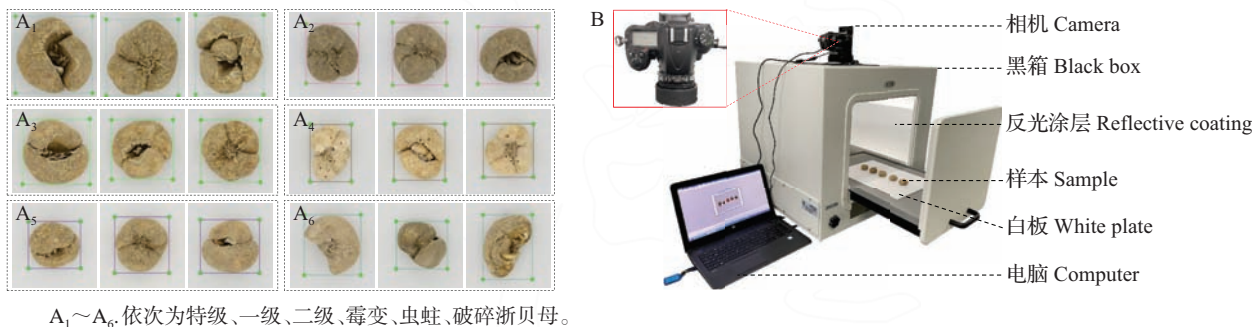 A₁
A₂
A₃
A₄
A₅
A₆
A₁～A₆. 依次为特级、一级、二级、霉变、虫蛀、破碎浙贝母。
B
相机 Camera
黑箱 Black box
反光涂层 Reflective coating
样本 Sample
白板 White plate
电脑 Computer